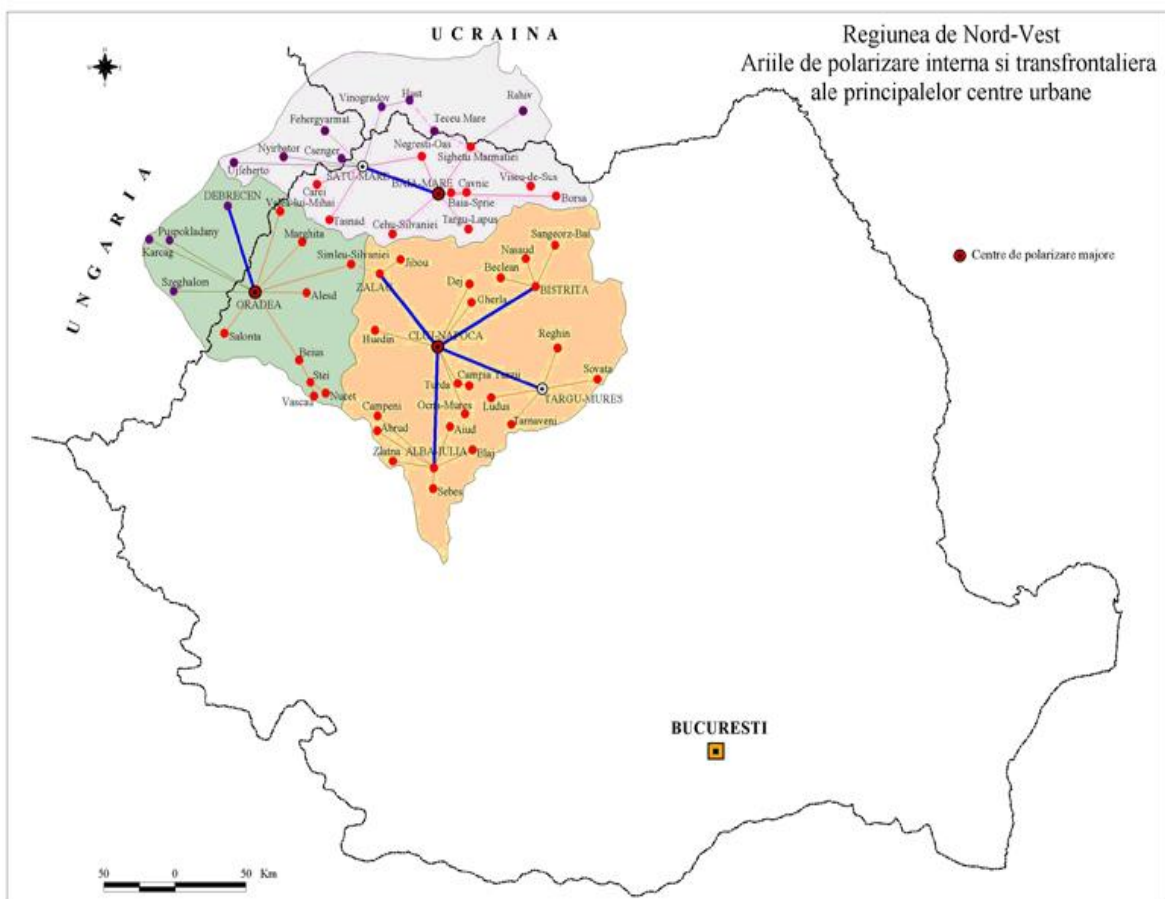 UCRAINA
Regiunea de Nord-Vest
Ariile de polarizare interna si transfrontaliera
ale principalelor centre urbane
Hust
Rahiv
Vinogradov
Teceu Mare
Fehergyarmat
Negresti-Oas
Nyirbator
Csenger
Sighetu Marmatiei
Ujfeherto
SATU-MARE
BAIA-MARE
Cavnic
Viseu-de-Sus
Carei
Baia-Sprie
Borsa
DEBRECEN
Valea-lui-Mihai
Tasnad
Cehu-Silvaniei
Targu-Lapus
UNGARIA
Puspokladany
Marghita
Karcag
Simleu-Silvaniei
Jibou
Nasaud
Sangeorz-Bai
Centre de polarizare majore
Szeghalom
ZALAU
Dej
Beclean
BISTRITA
ORADEA
Alesd
Gherla
Salonta
Huedin
CLUJ-NAPOCA
Reghin
Beius
Sovata
Stei
Turda
Campia Turzii
Vascau
Nucet
Ludus
TARGU-MURES
Campeni
Ocna-Mures
Abrud
Aiud
Tarnaveni
Zlatna
ALBA-IULIA
Blaj
Sebes
BUCURESTI
50 0 50 Km